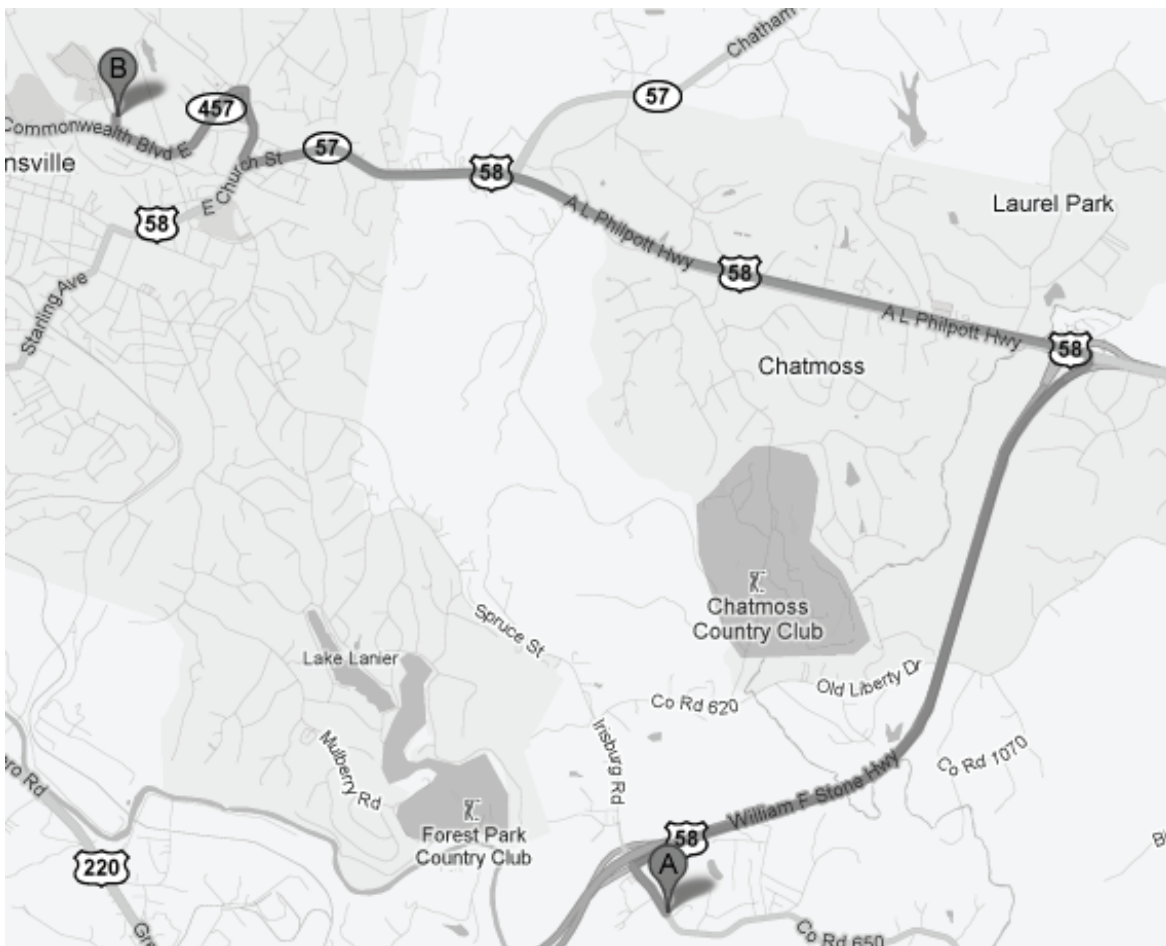 Chatham
B
57
457
Commonwealth Blvd E
57
nsville
58
E Church St
58
A L Philpott Hwy
Laurel Park
58
Starling Ave
A L Philpott Hwy
58
Chatmoss
Chatmoss
Country Club
Spruce St
Lake Lanier
Old Liberty Dr
Co Rd 620
Irisburg Rd
Mulberry Rd
Co Rd 1070
oro Rd
William F Stone Hwy
Forest Park
Country Club
58
220
A
Gre
Co Rd 650